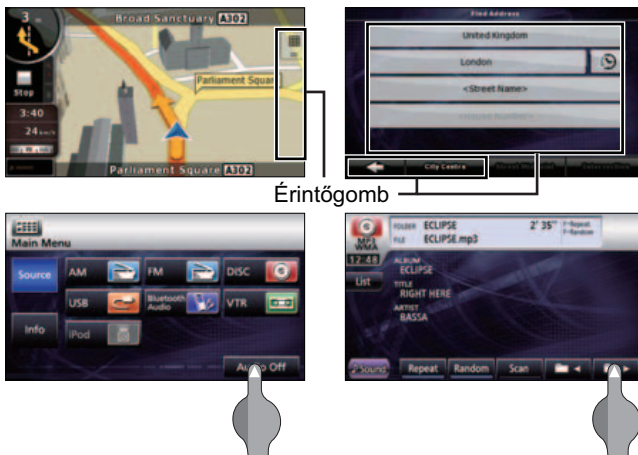 3
Broad Sanctuary A302
Parliament Square
Stop
3:40
24 km/h
Parliament Square A302
Find Address
United Kingdom
London
<Street Name>
City Centre
Érintőgomb
Main Menu
Source
AM
FM
DISC
USB
Bluetooth
Audio
VTR
Info
iPod
Audio Off
MP3
WMA
FOLDER ECLIPSE 2' 35"
F-Repeat
F-Random
FILE ECLIPSE.mp3
12:48
List
ALBUM
ECLIPSE
TITLE
RIGHT HERE
ARTIST
BASSA
Sound
Repeat
Random
Scan